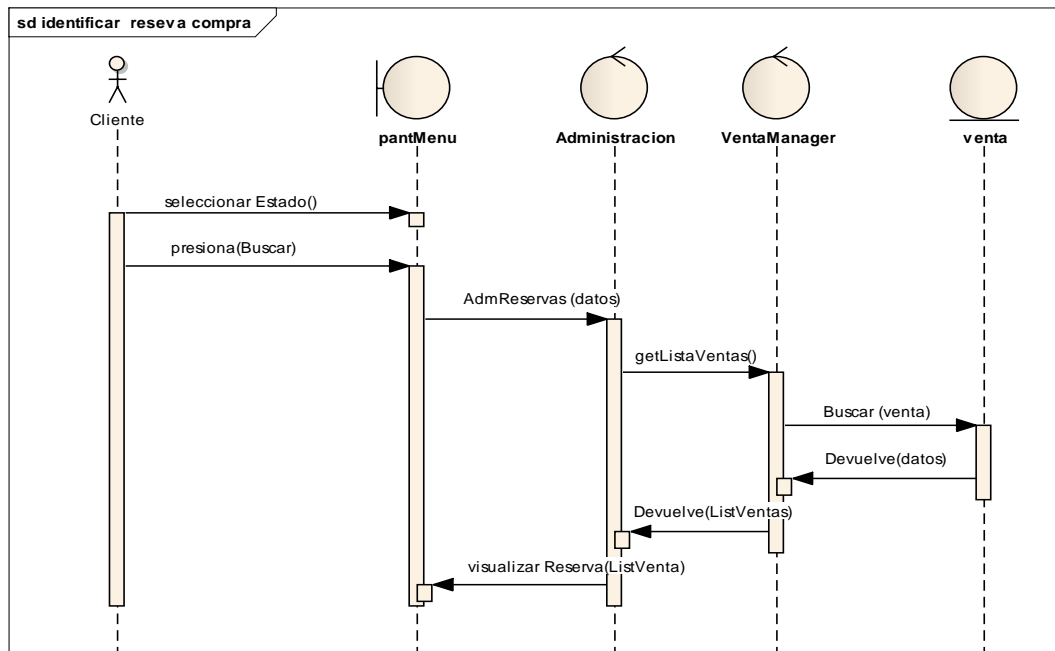 sd identificar reseva compra
Cliente
pantMenu
Administracion
VentaManager
venta
seleccionar Estado()
presiona(Buscar)
AdmReservas (datos)
getListaVentas()
Buscar (venta)
Devuelve(datos)
Devuelve(ListVentas)
visualizar Reserva(ListVenta)